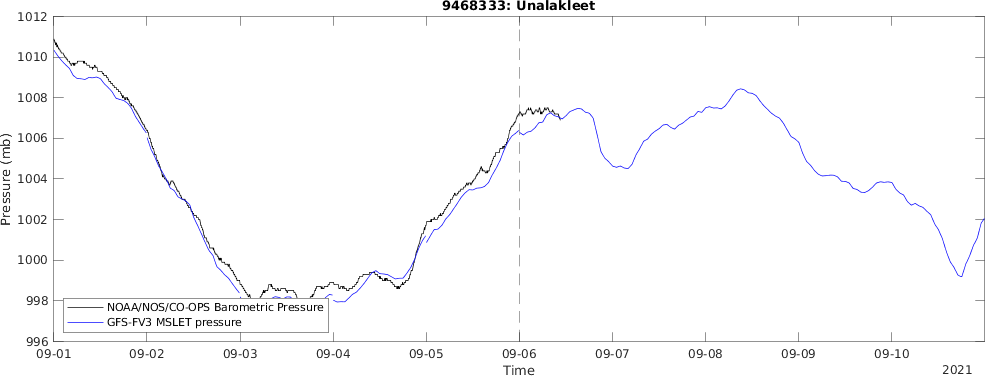 9468333: Unalakleet
Pressure (mb)
1012
1010
1008
1006
1004
1002
1000
998
996
NOAA/NOS/CO-OPS Barometric Pressure
GFS-FV3 MSLET pressure
09-01 09-02 09-03 09-04 09-05 09-06 09-07 09-08 09-09 09-10
Time
2021